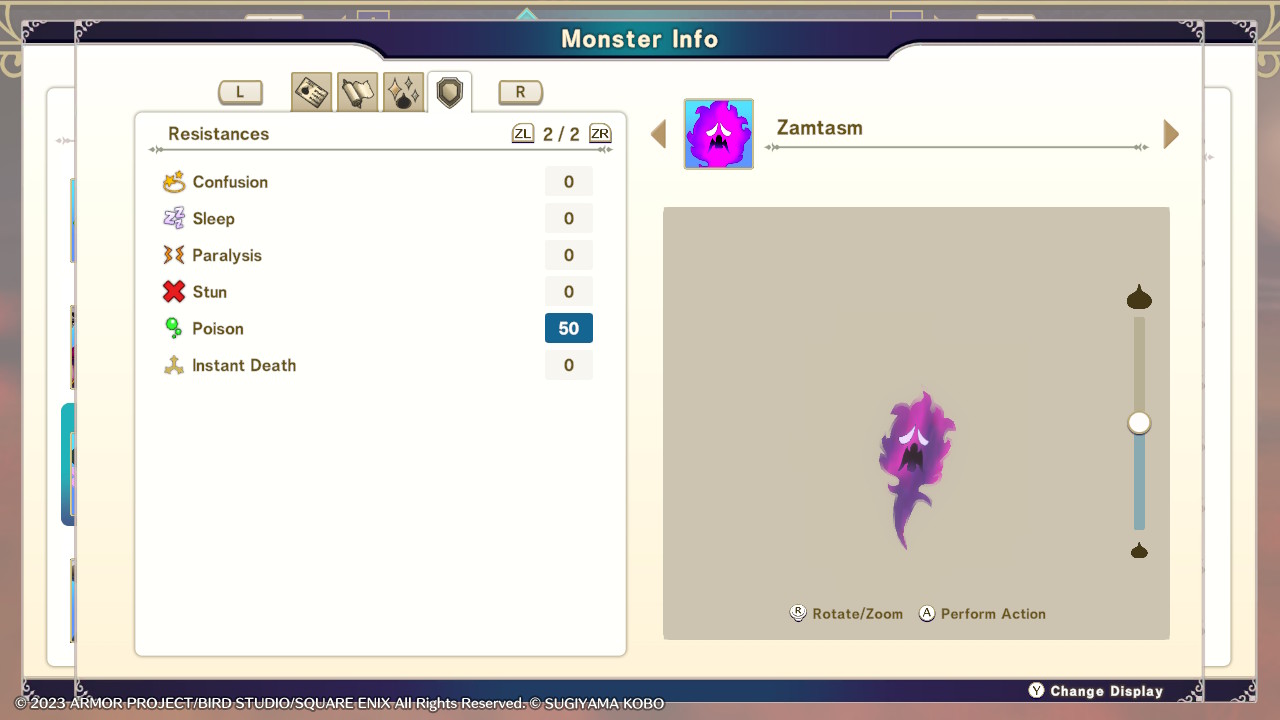 Monster Info
L
R
Resistances
ZL 2 / 2 ZR
Zamtasm
Confusion 0
Sleep 0
Paralysis 0
Stun 0
Poison 50
Instant Death 0
R Rotate/Zoom A Perform Action
Y Change Display
© 2023 ARMOR PROJECT/BIRD STUDIO/SQUARE ENIX All Rights Reserved. © SUGIYAMA KOBO